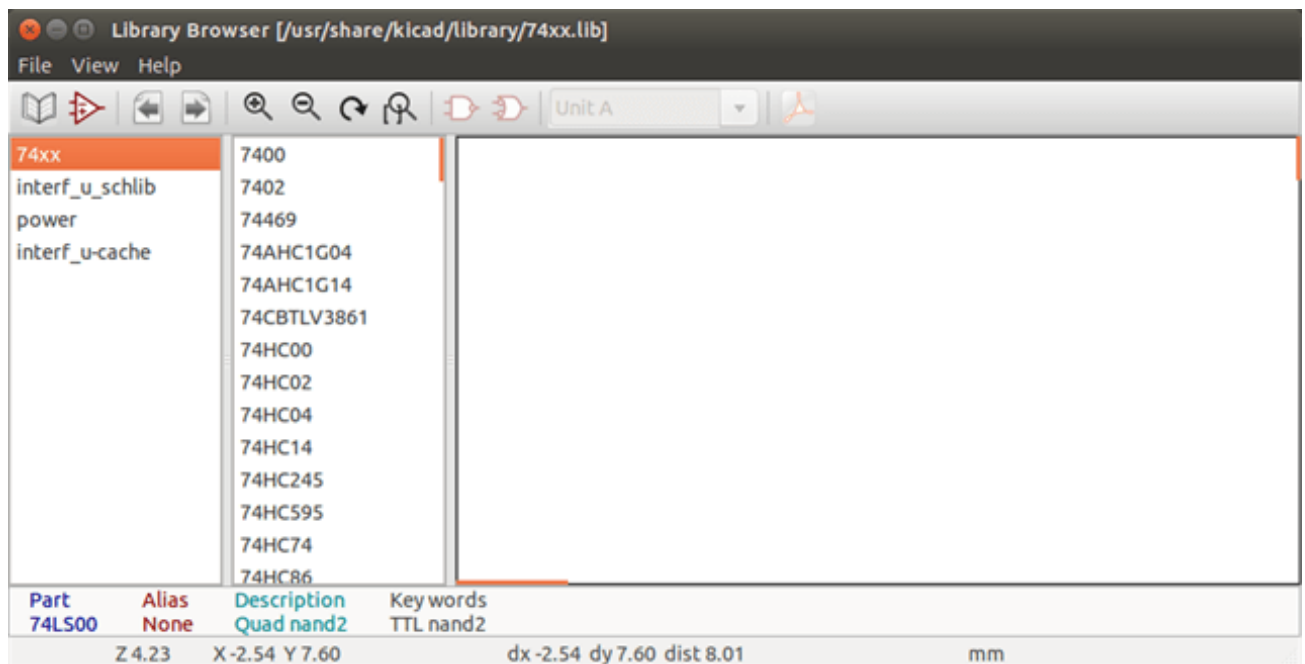 Library Browser [/usr/share/kicad/library/74xx.lib]
File View Help
Unit A
74xx
interf_u_schlib
power
interf_u-cache
7400
7402
74469
74AHC1G04
74AHC1G14
74CBTLV3861
74HC00
74HC02
74HC04
74HC14
74HC245
74HC595
74HC74
74HC86
Part Alias Description Key words
74LS00 None Quad nand2 TTL nand2
Z 4.23 X -2.54 Y 7.60 dx -2.54 dy 7.60 dist 8.01 mm